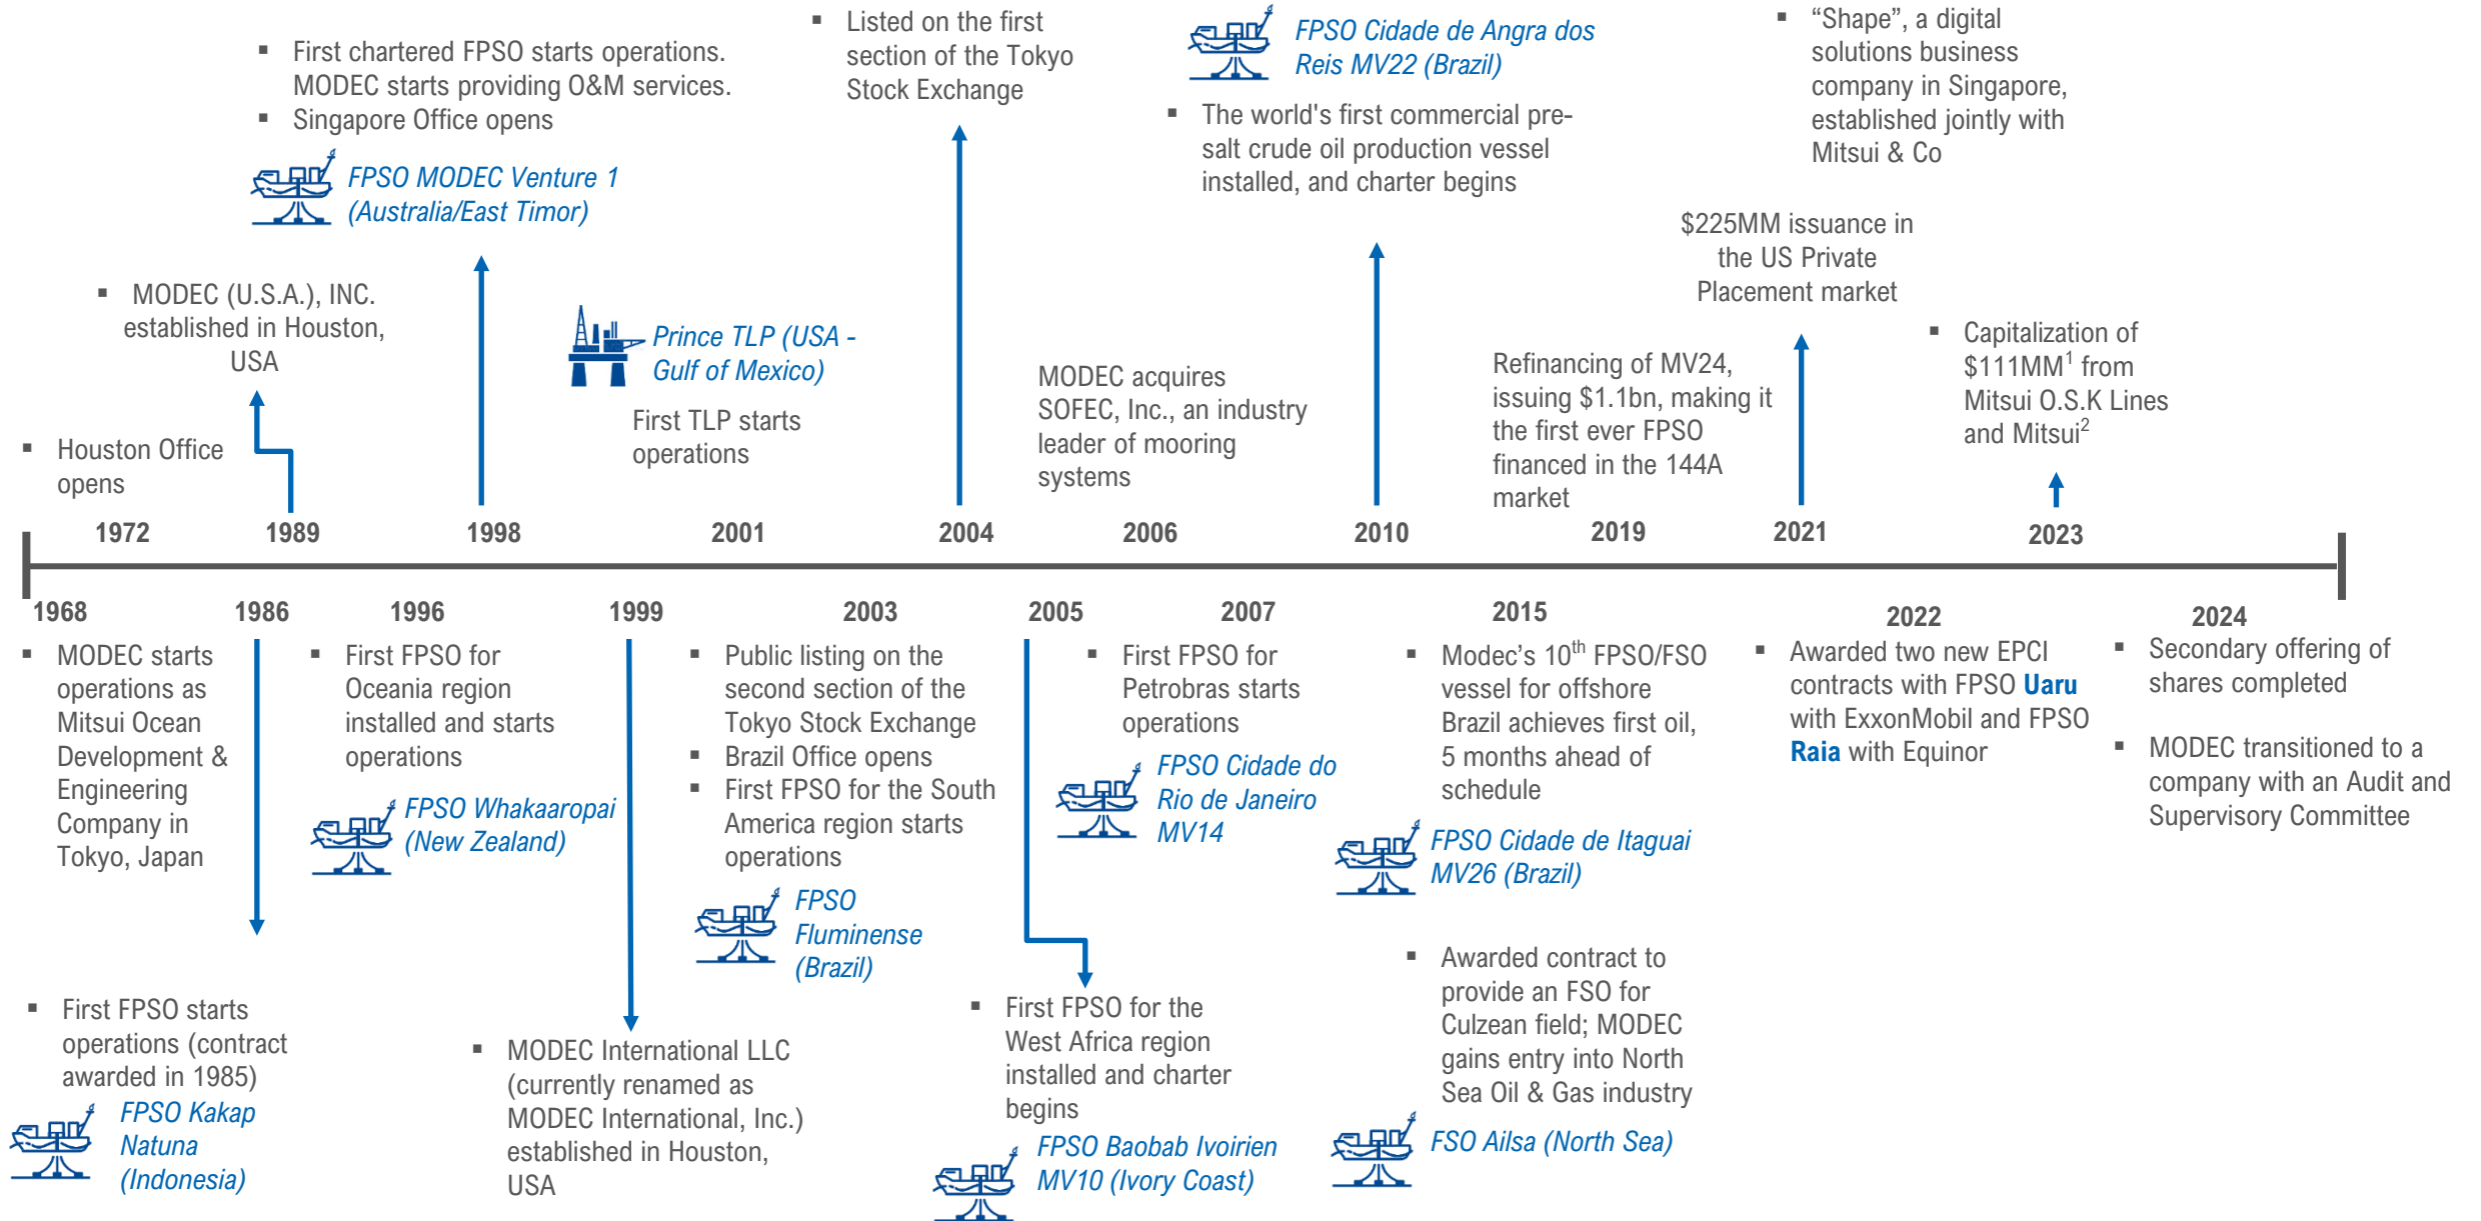 ▪ First chartered FPSO starts operations.
MODEC starts providing O&M services.
▪ Singapore Office opens
FPSO MODEC Venture 1
(Australia/East Timor)
▪ Listed on the first
section of the Tokyo
Stock Exchange
FPSO Cidade de Angra dos
Reis MV22 (Brazil)
▪ The world's first commercial pre-
salt crude oil production vessel
installed, and charter begins
▪ “Shape”, a digital
solutions business
company in Singapore,
established jointly with
Mitsui & Co
$225MM issuance in
the US Private
Placement market
▪ Houston Office
opens
▪ MODEC (U.S.A.), INC.
established in Houston,
USA
Prince TLP (USA -
Gulf of Mexico)
First TLP starts
operations
MODEC acquires
SOFEC, Inc., an industry
leader of mooring
systems
Refinancing of MV24,
issuing $1.1bn, making it
the first ever FPSO
financed in the 144A
market
▪ Capitalization of
$111MM1 from
Mitsui O.S.K Lines
and Mitsui2
1972 1989 1998 2001 2004 2006 2010 2019 2021 2023
1968 1986 1996 1999 2003 2005 2007 2015 2022 2024
▪ MODEC starts
operations as
Mitsui Ocean
Development &
Engineering
Company in
Tokyo, Japan
▪ First FPSO starts
operations (contract
awarded in 1985)
FPSO Kakap
Natuna
(Indonesia)
▪ First FPSO for
Oceania region
installed and starts
operations
FPSO Whakaaropai
(New Zealand)
▪ MODEC International LLC
(currently renamed as
MODEC International, Inc.)
established in Houston,
USA
▪ Public listing on the
second section of the
Tokyo Stock Exchange
▪ Brazil Office opens
▪ First FPSO for the South
America region starts
operations
FPSO
Fluminense
(Brazil)
▪ First FPSO for the
West Africa region
installed and charter
begins
FPSO Baobab Ivoirien
MV10 (Ivory Coast)
▪ First FPSO for
Petrobras starts
operations
FPSO Cidade do
Rio de Janeiro
MV14
▪ Modec’s 10th FPSO/FSO
vessel for offshore
Brazil achieves first oil,
5 months ahead of
schedule
FPSO Cidade de Itaguai
MV26 (Brazil)
▪ Awarded contract to
provide an FSO for
Culzean field; MODEC
gains entry into North
Sea Oil & Gas industry
FSO Ailsa (North Sea)
▪ Awarded two new EPCI
contracts with FPSO Uaru
with ExxonMobil and FPSO
Raia with Equinor
▪ Secondary offering of
shares completed
▪ MODEC transitioned to a
company with an Audit and
Supervisory Committee